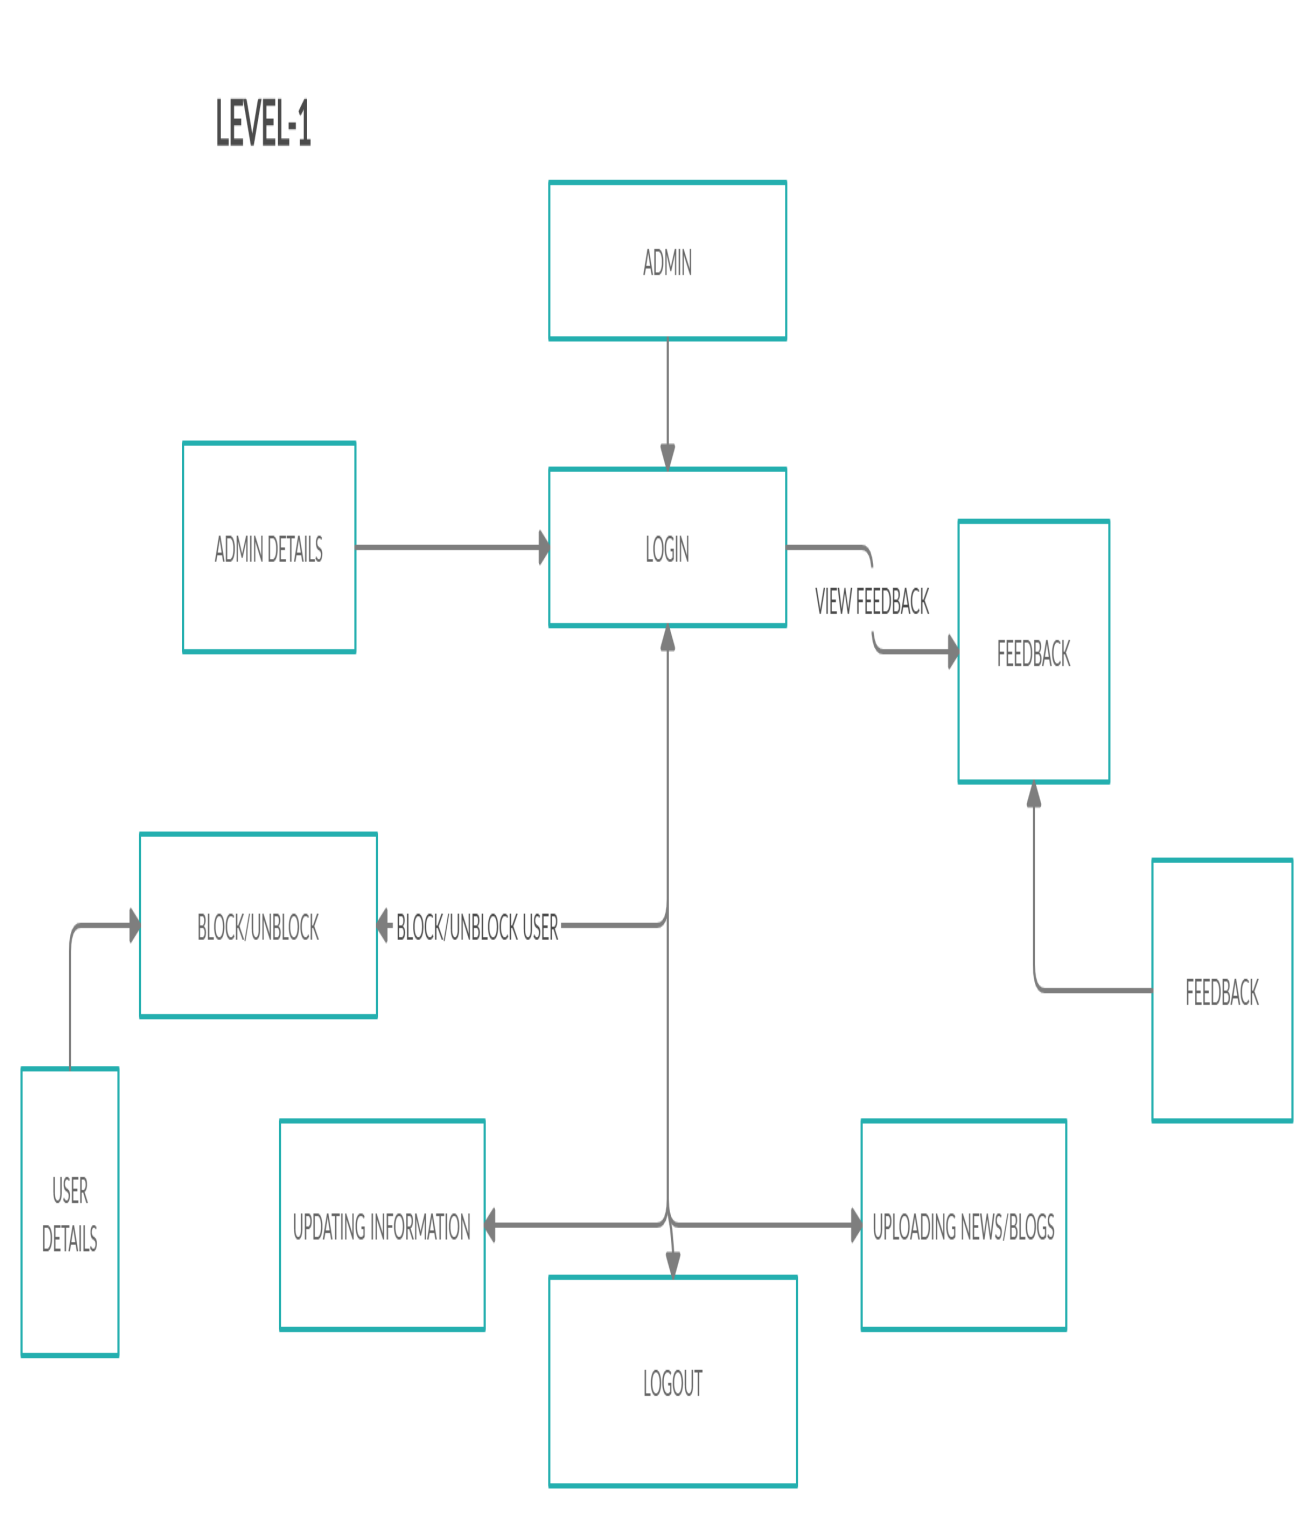 LEVEL-1
ADMIN
ADMIN DETAILS
LOGIN
VIEW FEEDBACK
FEEDBACK
BLOCK/UNBLOCK
BLOCK/UNBLOCK USER
FEEDBACK
USER
DETAILS
UPDATING INFORMATION
UPLOADING NEWS/BLOGS
LOGOUT